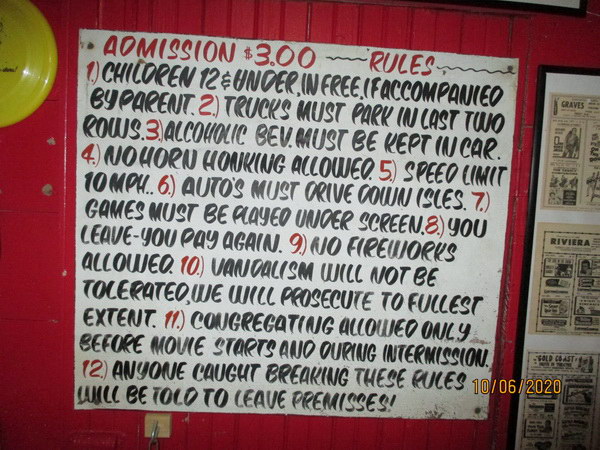 ADMISSION $3.00 — RULES
1.) CHILDREN 12 & UNDER, IN FREE, IF ACCOMPANIED
BY PARENT. 2.) TRUCKS MUST PARK IN LAST TWO
ROWS. 3.) ALCOHOLIC BEV. MUST BE KEPT IN CAR.
4.) NO HORN HONKING ALLOWED. 5.) SPEED LIMIT
10 MPH.. 6.) AUTO'S MUST DRIVE DOWN ISLES. 7.)
GAMES MUST BE PLAYED UNDER SCREEN. 8.) YOU
LEAVE-YOU PAY AGAIN. 9.) NO FIREWORKS
ALLOWED. 10.) VANDALISM WILL NOT BE
TOLERATED, WE WILL PROSECUTE TO FULLEST
EXTENT. 11.) CONGREGATING ALLOWED ONLY
BEFORE MOVIE STARTS AND DURING INTERMISSION.
12.) ANYONE CAUGHT BREAKING THESE RULES
WILL BE TOLD TO LEAVE PREMISSES!
GRAVES
RIVIERA
GOLD COAST
10/06/2020